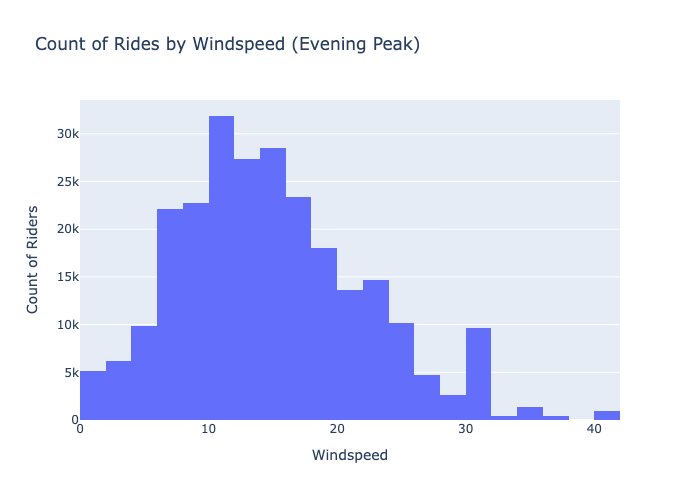 Count of Rides by Windspeed (Evening Peak)
Count of Riders
30k
25k
20k
15k
10k
5k
0
0 10 20 30 40
Windspeed